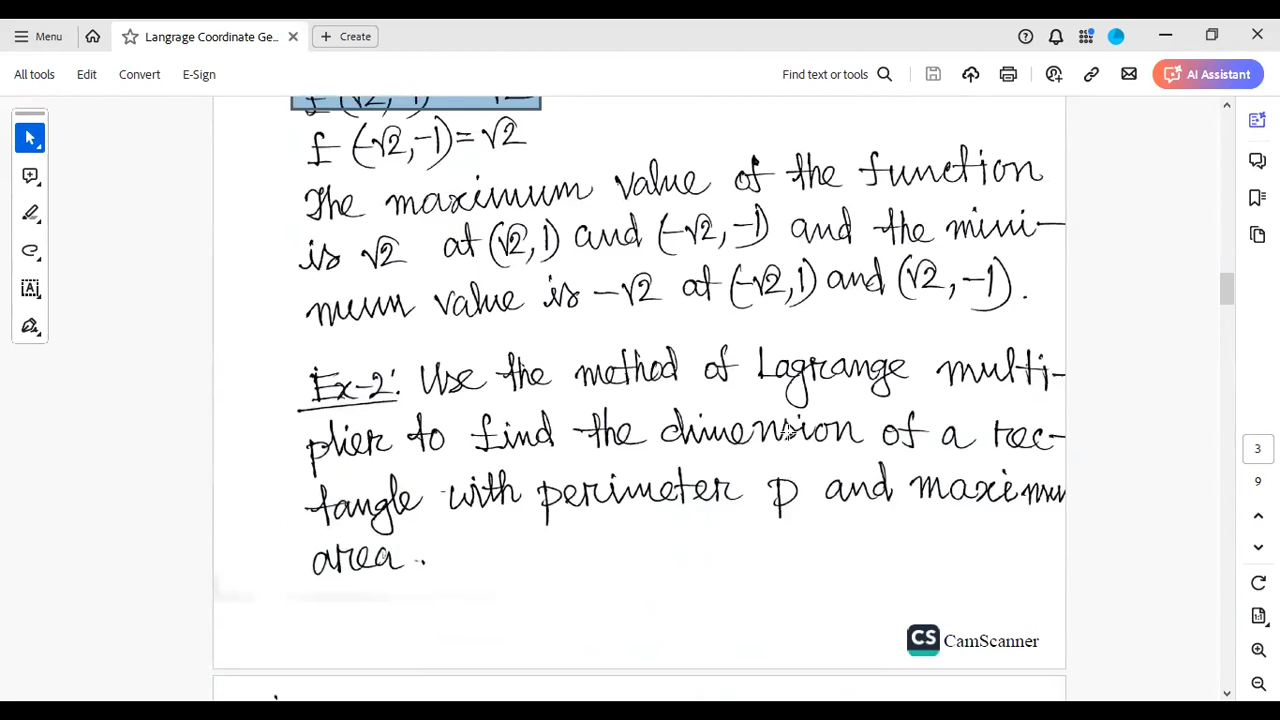 Menu
Langrage Coordinate Ge...
Create
All tools
Edit
Convert
E-Sign
Find text or tools
AI Assistant
f (-√2, -1) = √2
The maximum value of the function
is √2 at (√2, 1) and (-√2, -1) and the mini-
mum value is -√2 at (-√2, 1) and (√2, -1).
Ex-2: Use the method of Lagrange multi-
plier to find the dimension of a rec-
tangle with perimeter p and maximum
area.
3
9
1:1
CS CamScanner